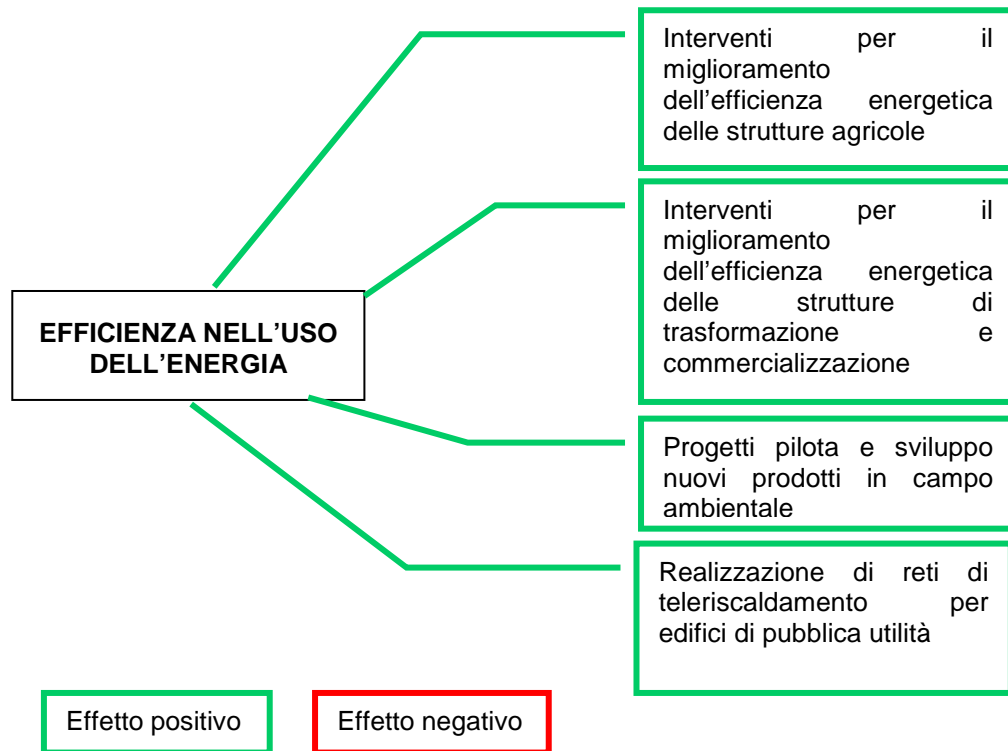 Interventi per il
miglioramento
dell’efficienza energetica
delle strutture agricole
Interventi per il
miglioramento
dell’efficienza energetica
delle strutture di
trasformazione e
commercializzazione
EFFICIENZA NELL’USO
DELL’ENERGIA
Progetti pilota e sviluppo
nuovi prodotti in campo
ambientale
Realizzazione di reti di
teleriscaldamento per
edifici di pubblica utilità
Effetto positivo
Effetto negativo